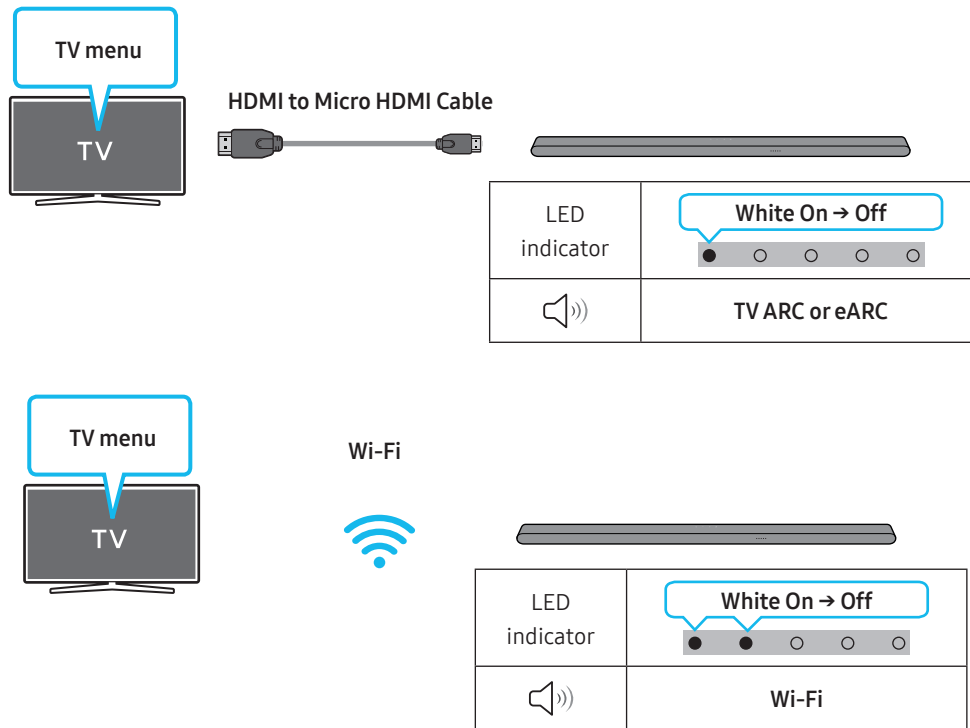 TV menu
TV
HDMI to Micro HDMI Cable
LED
indicator
White On → Off
TV ARC or eARC
TV menu
TV
Wi-Fi
LED
indicator
White On → Off
Wi-Fi